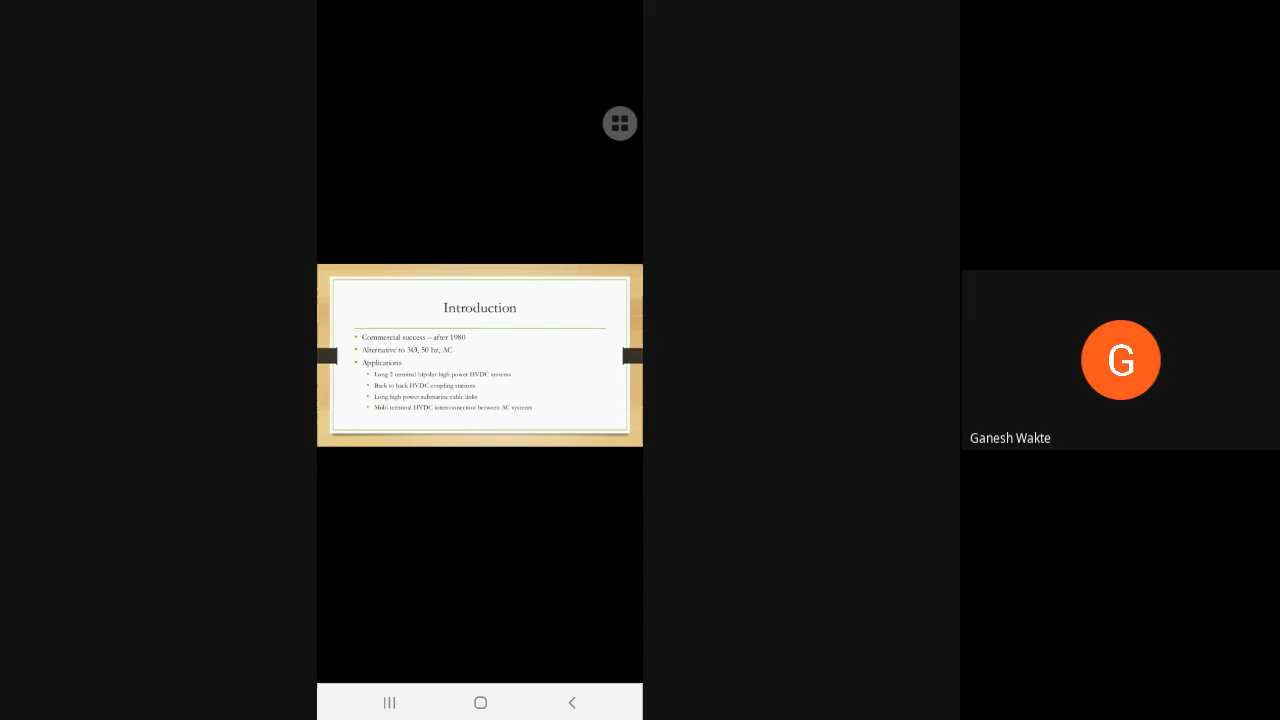 Introduction
• Commercial success – after 1980
• Alternative to 3Ø, 50 hz, AC
• Applications
• Long 2 terminal bipolar high power HVDC systems
• Back to back HVDC coupling stations
• Long high power submarine cable links
• Multi terminal HVDC interconnection between AC systems
G
Ganesh Wakte